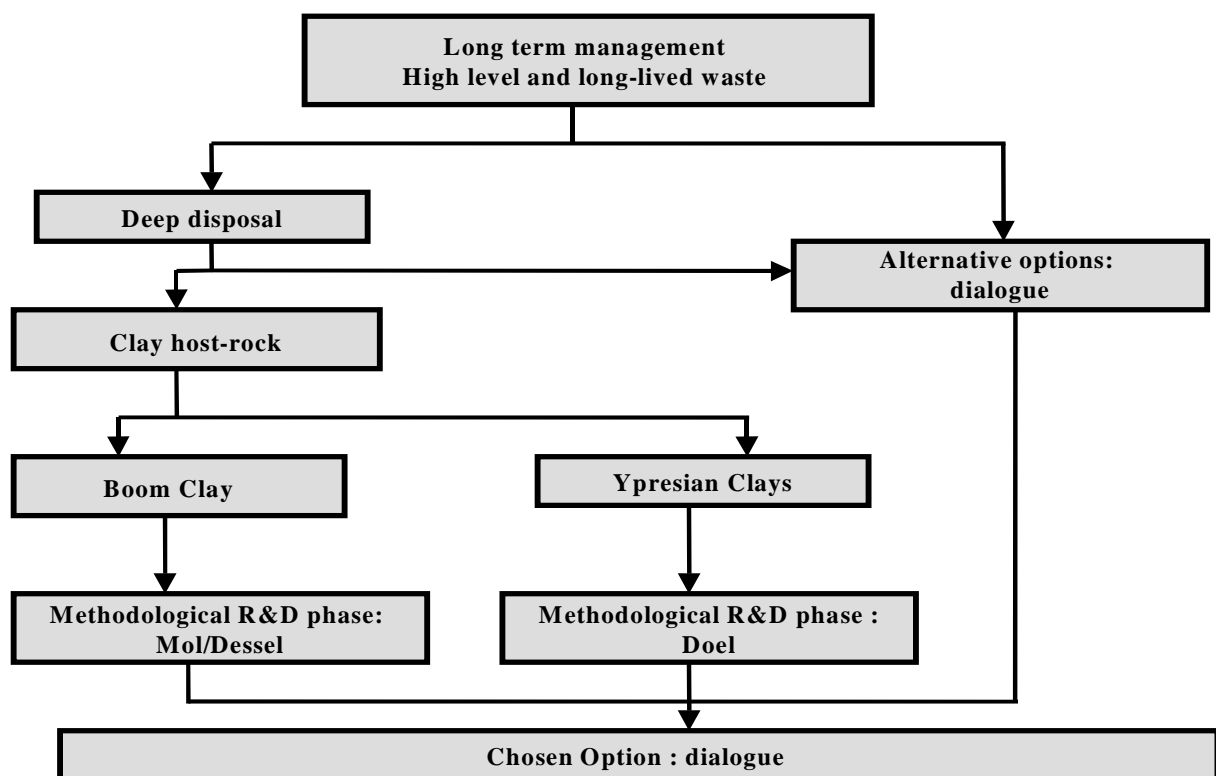 Long term management
High level and long-lived waste
Deep disposal
Alternative options:
dialogue
Clay host-rock
Boom Clay
Ypresian Clays
Methodological R&D phase:
Mol/Dessel
Methodological R&D phase :
Doel
Chosen Option : dialogue